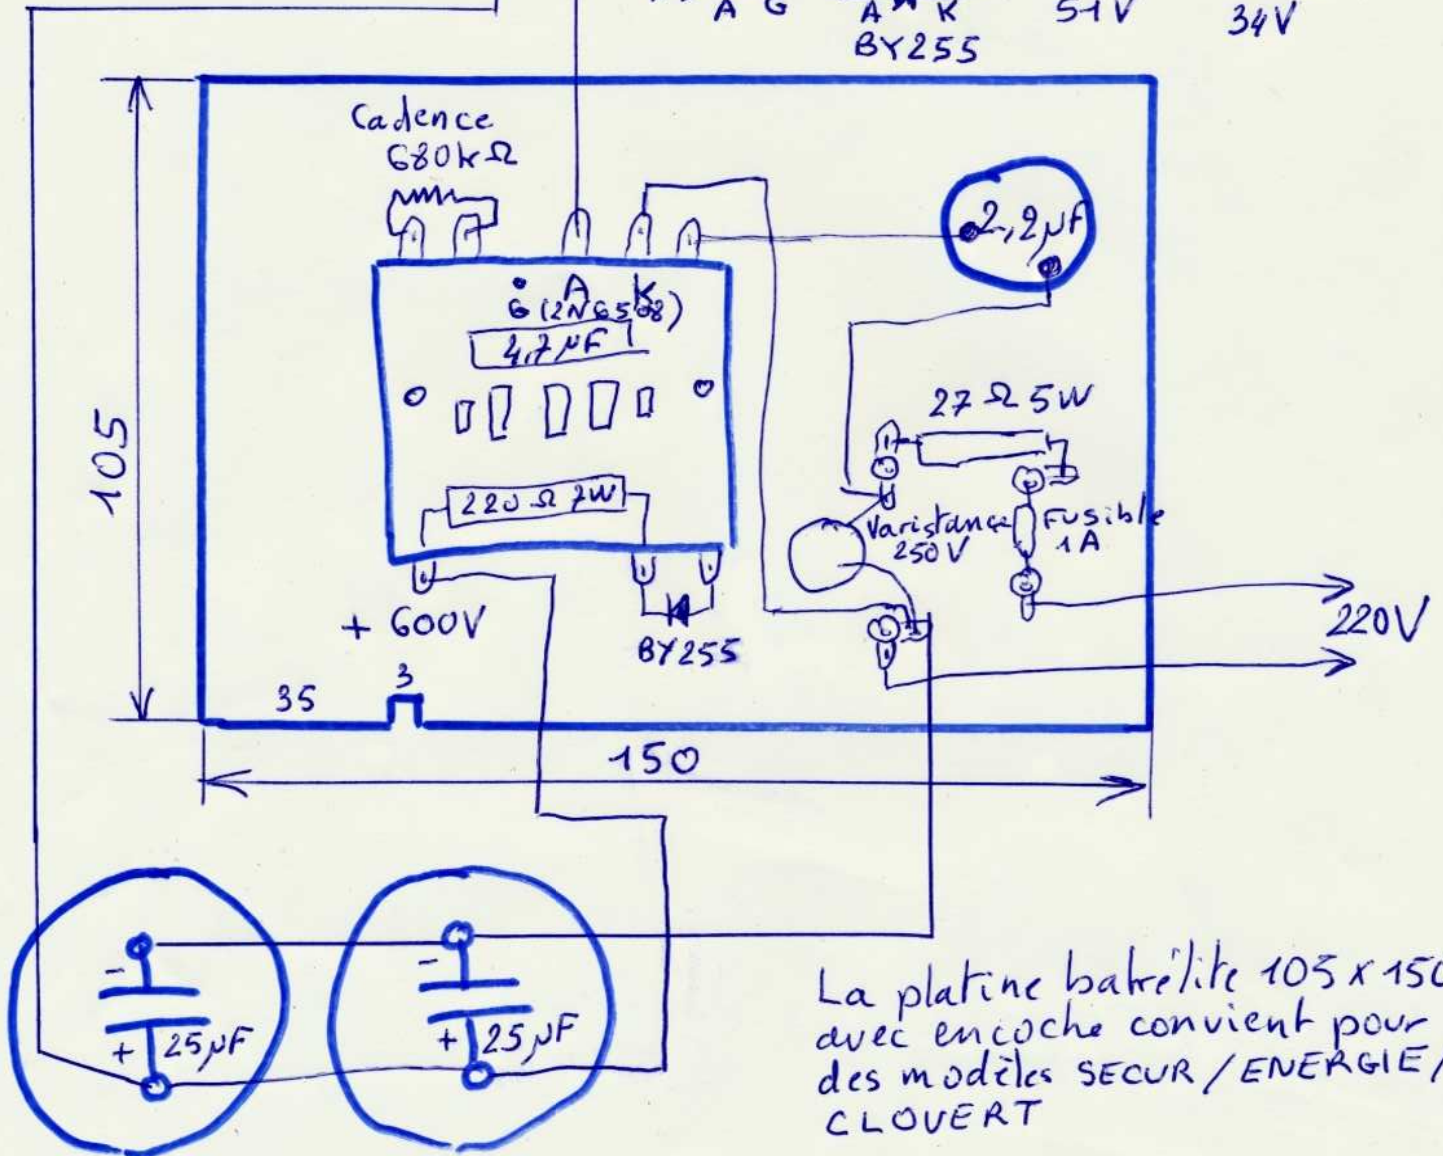 A G A K 51V 34V
BY255
Cadence
680kΩ
2,2µF
A K
G (2N6508)
4,7µF
27Ω 5W
105
220Ω 7W
Varistance
250V
Fusible
1A
+ 600V
BY255
220V
35
3
150
- -
+ 25µF
+ 25µF
La platine bakélite 105 x 150
avec encoche convient pour
des modèles SECUR/ENERGIE/
CLOVERT